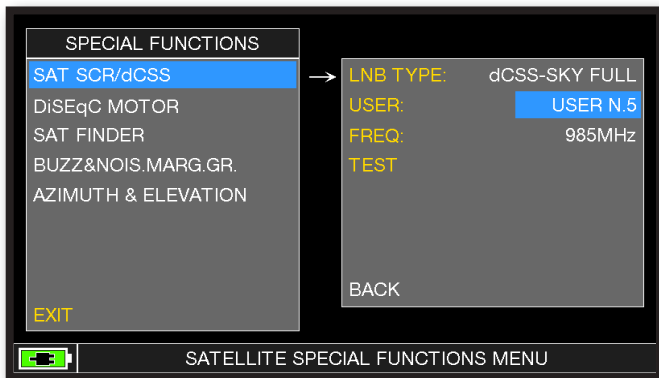 SPECIAL FUNCTIONS
SAT SCR/dCSS
DiSEqC MOTOR
SAT FINDER
BUZZ&NOIS.MARG.GR.
AZIMUTH & ELEVATION
EXIT
LNB TYPE: dCSS-SKY FULL
USER: USER N.5
FREQ: 985MHz
TEST
BACK
SATELLITE SPECIAL FUNCTIONS MENU